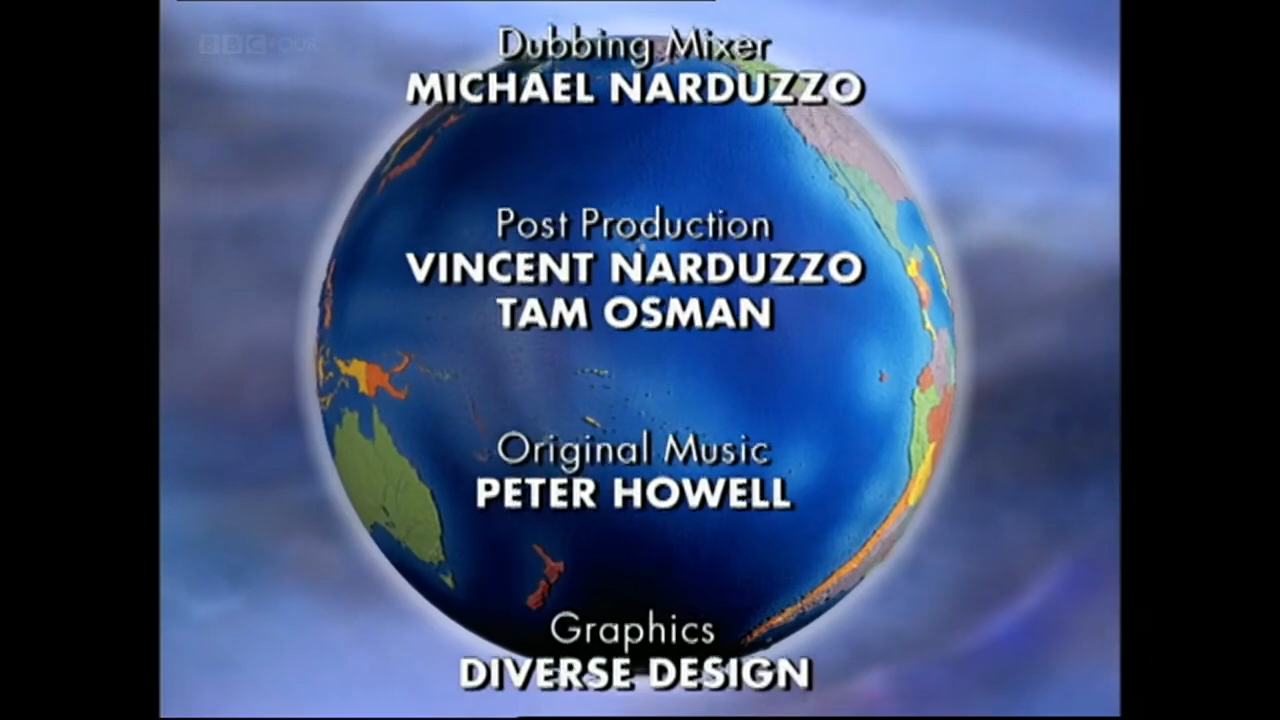 BBC FOUR
Dubbing Mixer
MICHAEL NARDUZZO
Post Production
VINCENT NARDUZZO
TAM OSMAN
Original Music
PETER HOWELL
Graphics
DIVERSE DESIGN